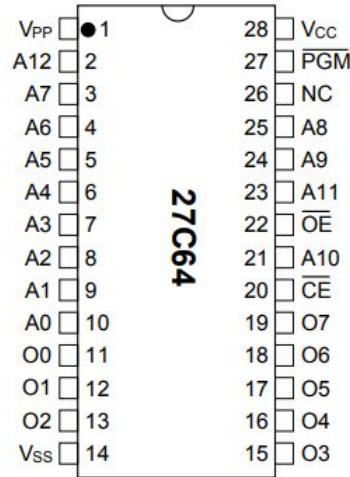 VPP 1 28 VCC
A12 2 27 PGM
A7 3 26 NC
A6 4 25 A8
A5 5 24 A9
A4 6 23 A11
A3 7 22 OE
A2 8 21 A10
A1 9 20 CE
A0 10 19 O7
O0 11 18 O6
O1 12 17 O5
O2 13 16 O4
VSS 14 15 O3
27C64